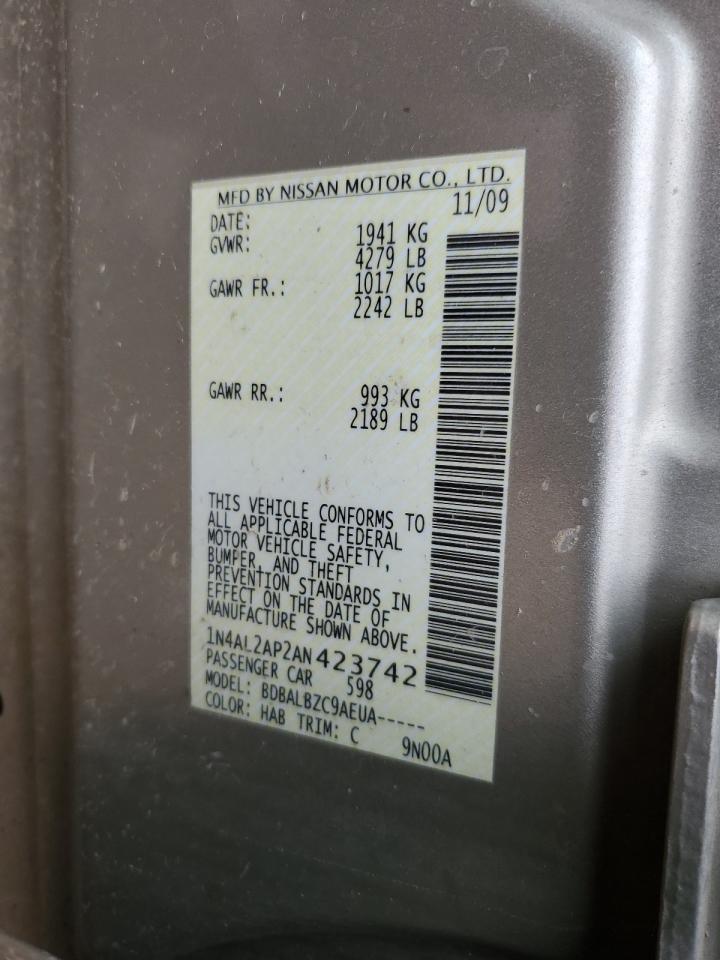 MFD BY NISSAN MOTOR CO., LTD.
DATE: 11/09
GVWR: 1941 KG
4279 LB
GAWR FR.: 1017 KG
2242 LB
GAWR RR.: 993 KG
2189 LB
THIS VEHICLE CONFORMS TO
ALL APPLICABLE FEDERAL
MOTOR VEHICLE SAFETY,
BUMPER, AND THEFT
PREVENTION STANDARDS IN
EFFECT ON THE DATE OF
MANUFACTURE SHOWN ABOVE.
1N4AL2AP2AN423742
PASSENGER CAR 598
MODEL: BDBALBZC9AEUA-----
COLOR: HAB TRIM: C 9N00A